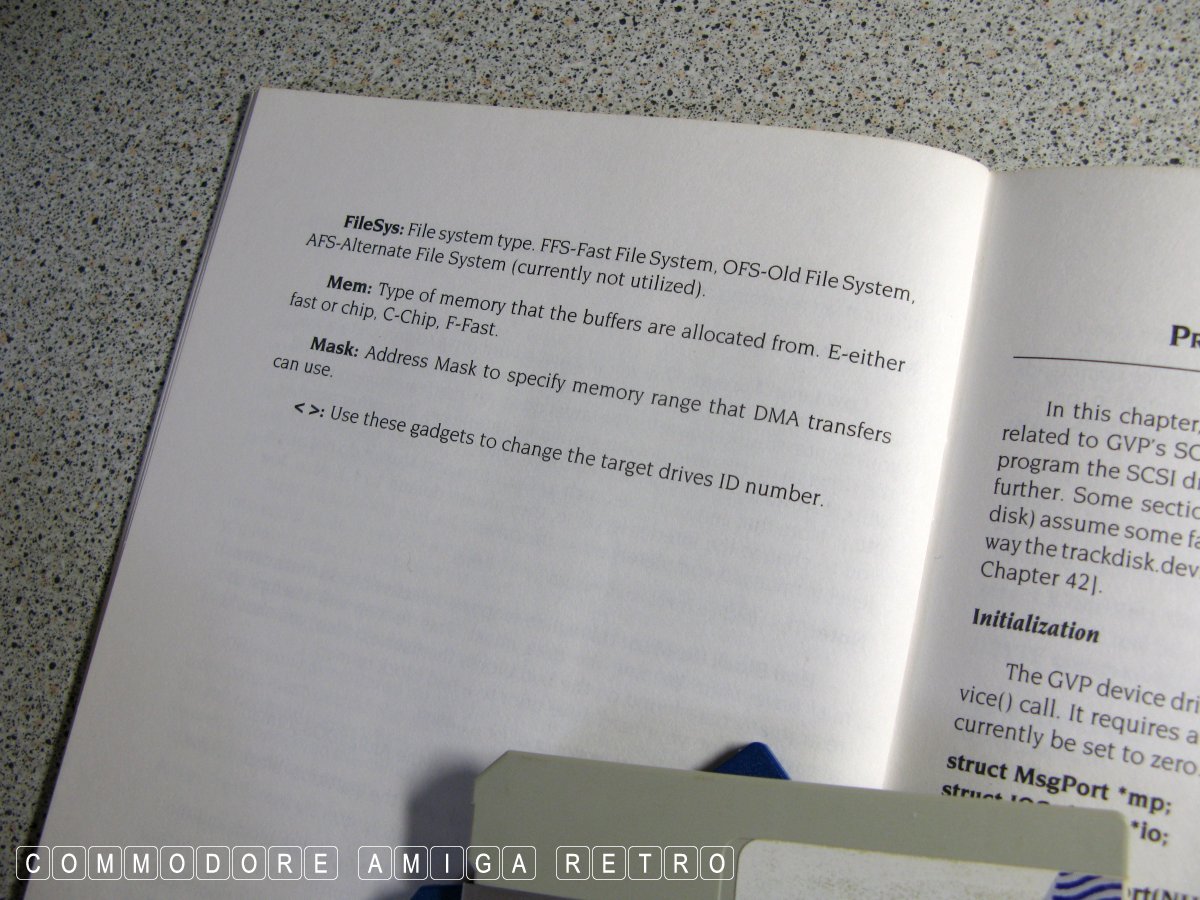 FileSys: File system type. FFS-Fast File System, OFS-Old File System,
AFS-Alternate File System (currently not utilized).
Mem: Type of memory that the buffers are allocated from. E-either
fast or chip, C-Chip, F-Fast.
Mask: Address Mask to specify memory range that DMA transfers
can use.
< >: Use these gadgets to change the target drives ID number.
In this chapter,
related to GVP's SC
program the SCSI
further. Some
disk) assume some
way the trackdisk.dev
Chapter 42].
Initialization
The GVP device
vice() call. It requires a
currently be set to zero.
struct MsgPort *mp;
struct *io;
COMMODORE AMIGA RETRO